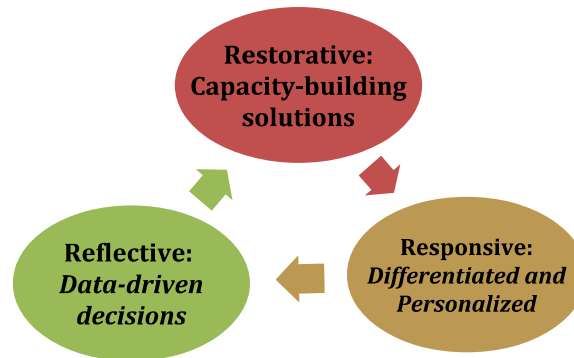 Restorative:
Capacity-building
solutions
Reflective:
Data-driven
decisions
Responsive:
Differentiated and
Personalized